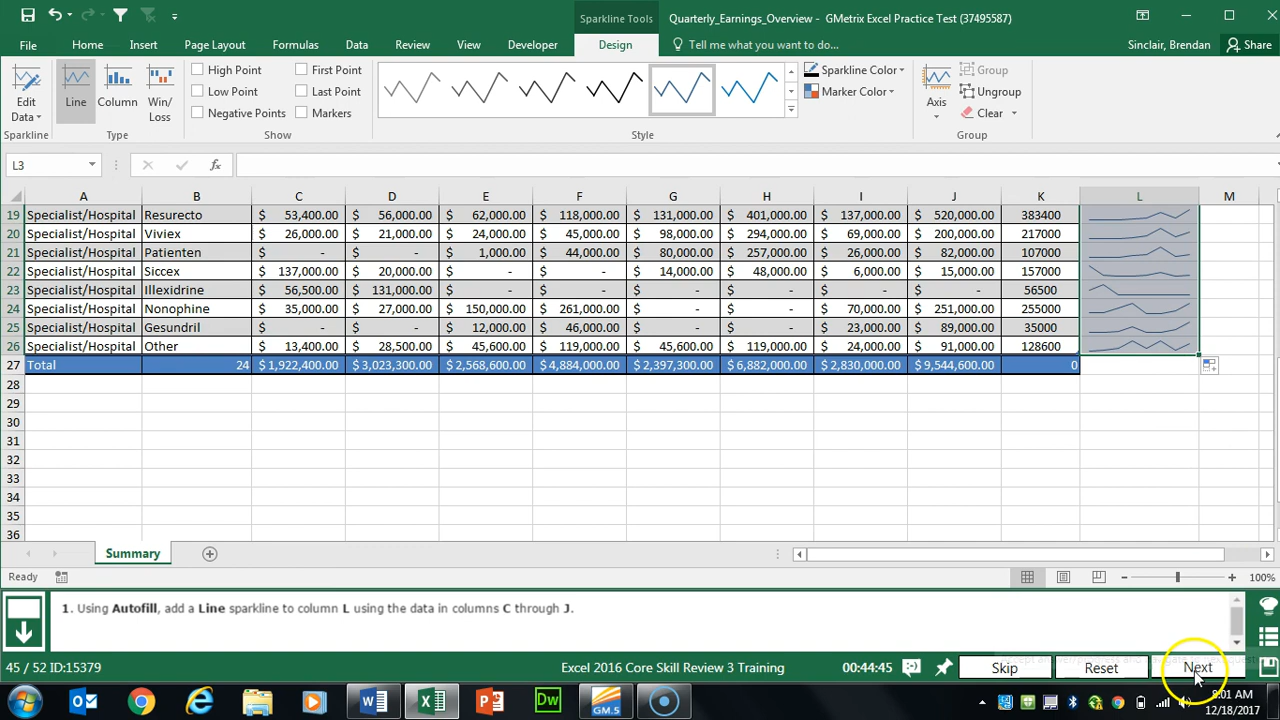 Sparkline Tools
Quarterly_Earnings_Overview - GMetrix Excel Practice Test (37495587)
File Home Insert Page Layout Formulas Data Review View Developer Design Tell me what you want to do... Sinclair, Brendan Share
Edit Data
Line Column Win/ Loss
High Point First Point
Low Point Last Point
Negative Points Markers
Sparkline Color
Marker Color
Axis
Group
Ungroup
Clear
Sparkline Type Show Style Group
L3 fx
A B C D E F G H I J K L M
19 Specialist/Hospital Resurecto $ 53,400.00 $ 56,000.00 $ 62,000.00 $ 118,000.00 $ 131,000.00 $ 401,000.00 $ 137,000.00 $ 520,000.00 383400
20 Specialist/Hospital Viviex $ 26,000.00 $ 21,000.00 $ 24,000.00 $ 45,000.00 $ 98,000.00 $ 294,000.00 $ 69,000.00 $ 200,000.00 217000
21 Specialist/Hospital Patienten $ - $ - $ 1,000.00 $ 44,000.00 $ 80,000.00 $ 257,000.00 $ 26,000.00 $ 82,000.00 107000
22 Specialist/Hospital Siccex $ 137,000.00 $ 20,000.00 $ - $ - $ 14,000.00 $ 48,000.00 $ 6,000.00 $ 15,000.00 157000
23 Specialist/Hospital Illexidrine $ 56,500.00 $ 131,000.00 $ - $ - $ - $ - $ - $ - 56500
24 Specialist/Hospital Nonophine $ 35,000.00 $ 27,000.00 $ 150,000.00 $ 261,000.00 $ - $ - $ 70,000.00 $ 251,000.00 255000
25 Specialist/Hospital Gesundril $ - $ - $ 12,000.00 $ 46,000.00 $ - $ - $ 23,000.00 $ 89,000.00 35000
26 Specialist/Hospital Other $ 13,400.00 $ 28,500.00 $ 45,600.00 $ 119,000.00 $ 45,600.00 $ 119,000.00 $ 24,000.00 $ 91,000.00 128600
27 Total 24 $ 1,922,400.00 $ 3,023,300.00 $ 2,568,600.00 $ 4,884,000.00 $ 2,397,300.00 $ 6,882,000.00 $ 2,830,000.00 $ 9,544,600.00 0
28
29
30
31
32
33
34
35
36
Summary
Ready 100%
1. Using Autofill, add a Line sparkline to column L using the data in columns C through J.
45 / 52 ID:15379 Excel 2016 Core Skill Review 3 Training 00:44:45 Skip Reset Next
GM.5
8:01 AM
12/18/2017